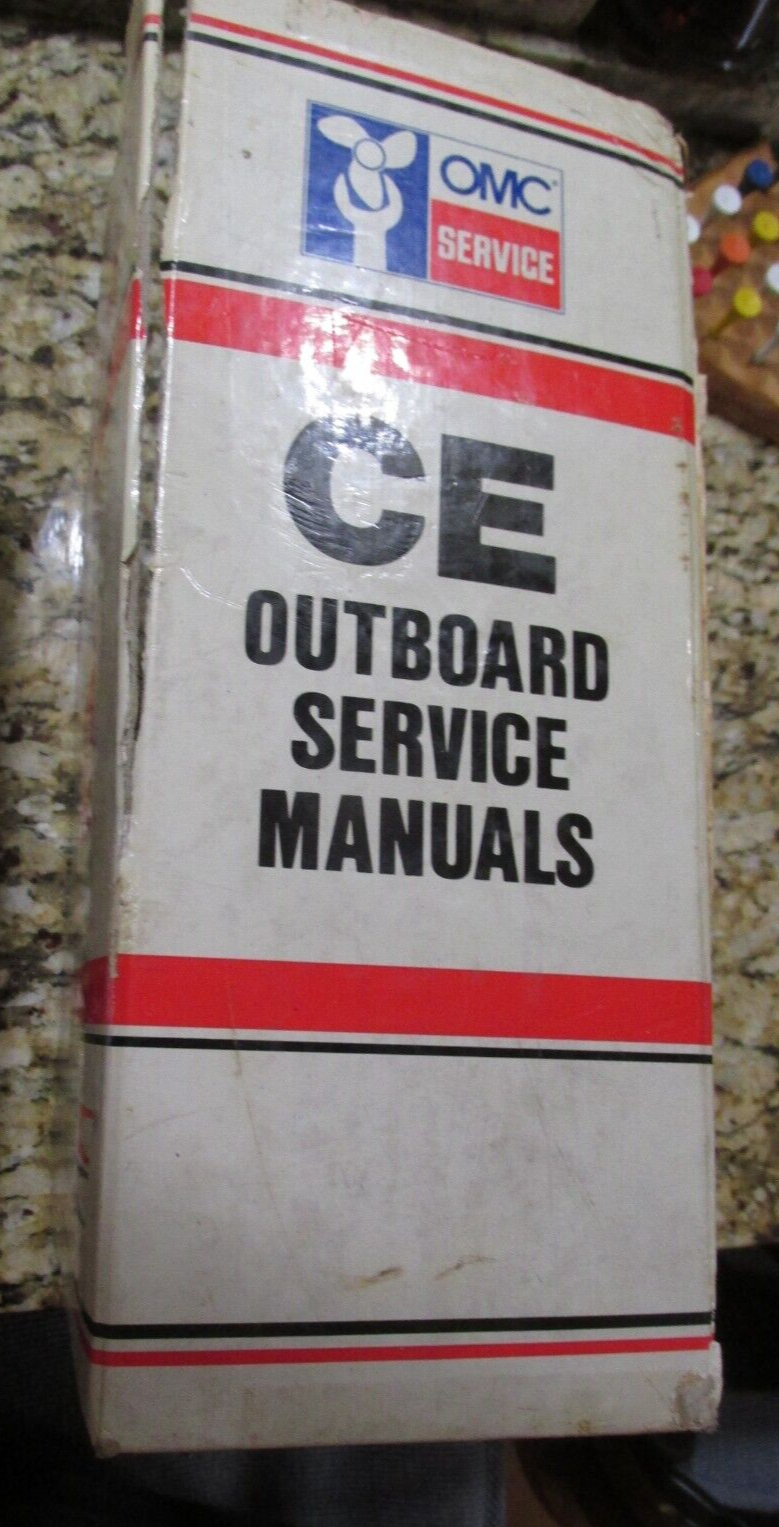 OMC
SERVICE
CE
OUTBOARD
SERVICE
MANUALS